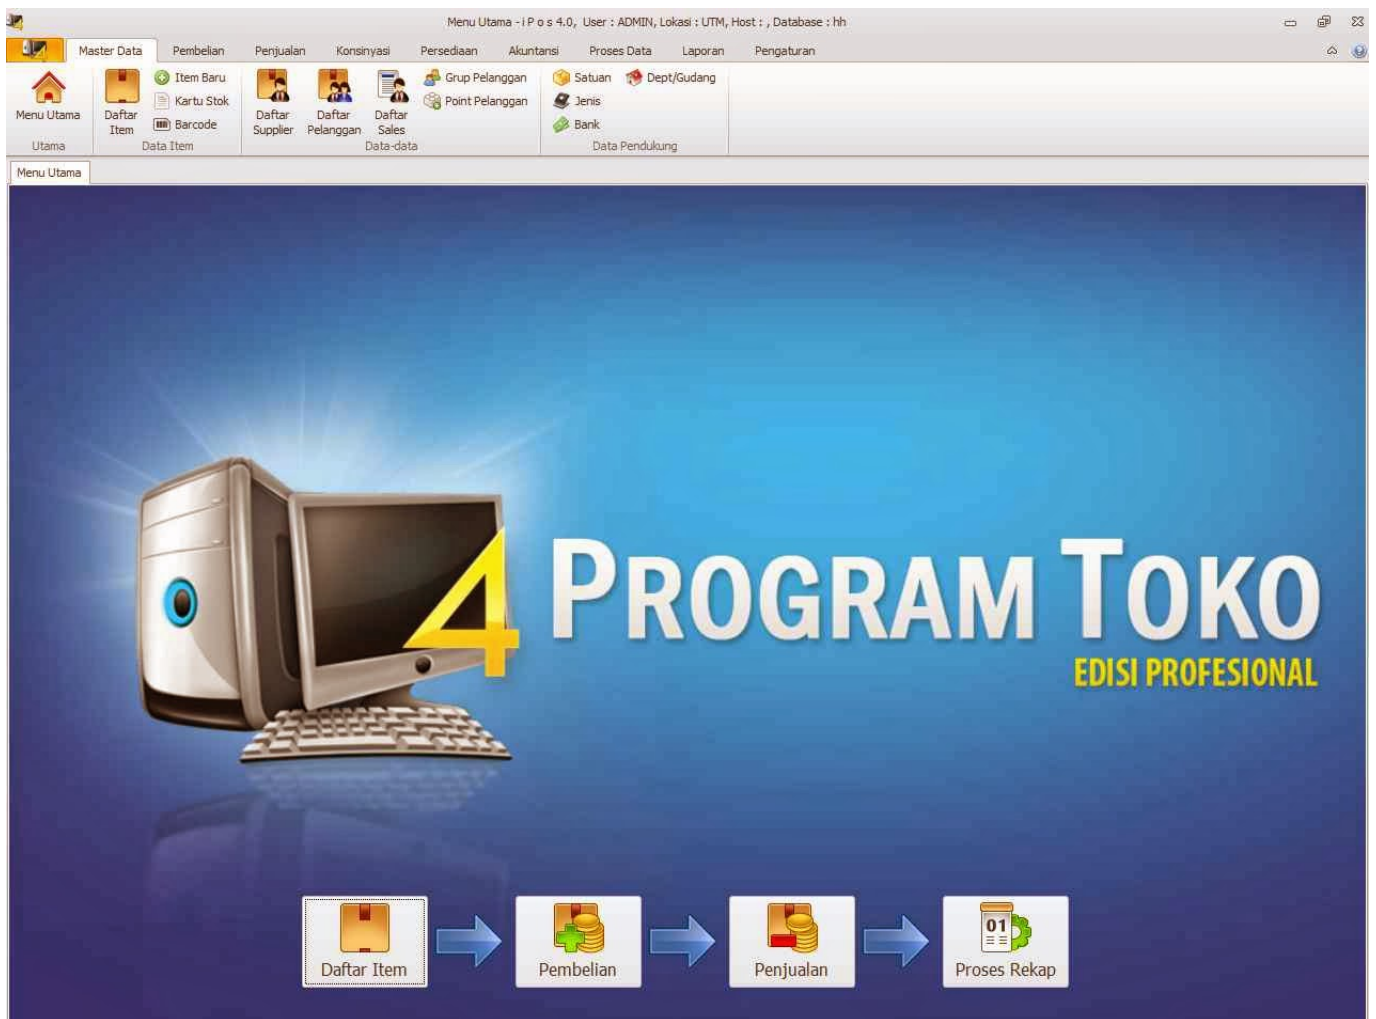 Menu Utama - i P o s 4.0, User : ADMIN, Lokasi : UTM, Host : , Database : hh
Master Data Pembelian Penjualan Konsinyasi Persediaan Akuntansi Proses Data Laporan Pengaturan
Menu Utama
Daftar Item
Item Baru
Kartu Stok
Barcode
Daftar Supplier
Daftar Pelanggan
Daftar Sales
Grup Pelanggan
Point Pelanggan
Satuan
Jenis
Bank
Dept/Gudang
Utama Data Item Data-data Data Pendukung
Menu Utama
4 PROGRAM TOKO
EDISI PROFESIONAL
01
Daftar Item Pembelian Penjualan Proses Rekap